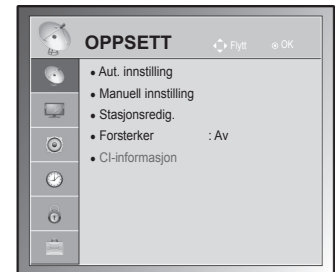 OPPSETT
Flytt
OK
• Aut. innstilling
• Manuell innstilling
• Stasjonsredig.
• Forsterker : Av
• CI-informasjon